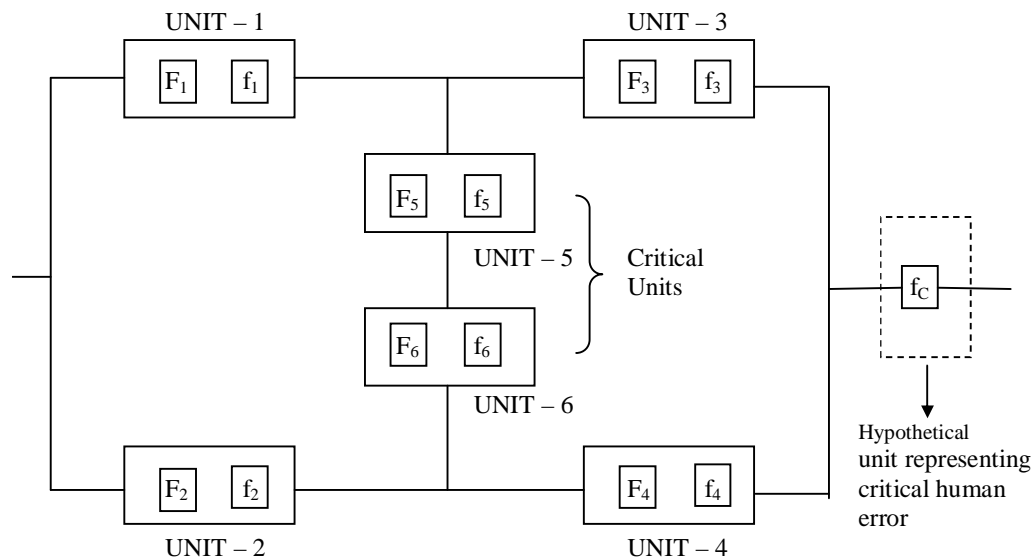 UNIT – 1
UNIT – 3
F1 f1
F3 f3
F5 f5
UNIT – 5
Critical
Units
fC
F6 f6
UNIT – 6
Hypothetical
unit representing
critical human
error
F2 f2
F4 f4
UNIT – 2
UNIT – 4